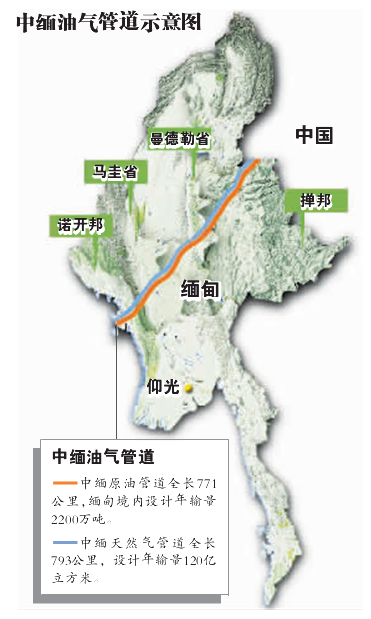 中缅油气管道示意图
中国
曼德勒省
马圭省
掸邦
诺开邦
缅甸
仰光
中缅油气管道
中缅原油管道全长771
公里,缅甸境内设计年输量
2200万吨。
中缅天然气管道全长
793公里，设计年输量120亿
立方米。